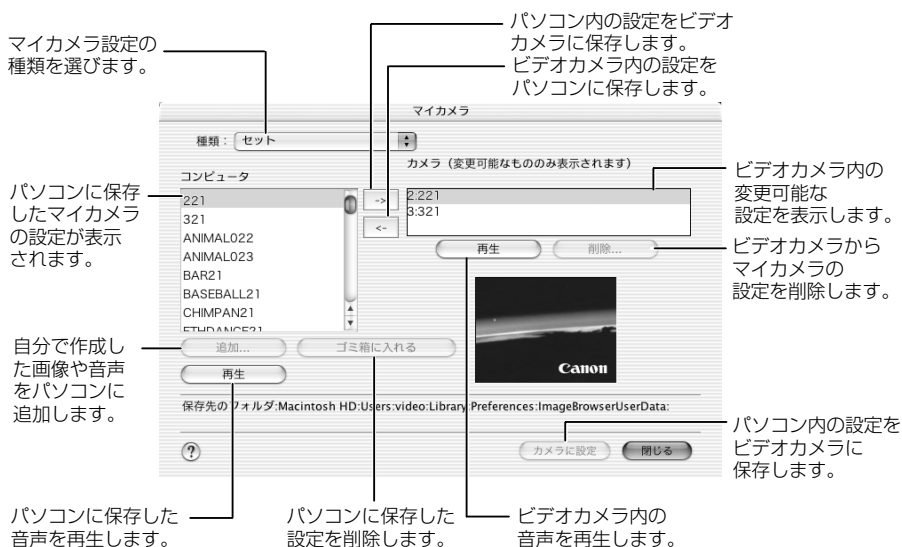 マイカメラ設定の
種類を選びます。
パソコン内の設定をビデオ
カメラに保存します。
ビデオカメラ内の設定を
パソコンに保存します。
マイカメラ
種類：
セット
カメラ（変更可能なもののみ表示されます）
コンピュータ
パソコンに保存
したマイカメラ
の設定が表示
されます。
221
321
ANIMAL022
ANIMAL023
BAR21
BASEBALL21
CHIMPAN21
ETHDANCE21
->
<-
2:221
3:321
再生
削除...
ビデオカメラ内の
変更可能な
設定を表示します。
ビデオカメラから
マイカメラの
設定を削除します。
自分で作成し
た画像や音声
をパソコンに
追加します。
追加...
ゴミ箱に入れる
再生
Canon
保存先のフォルダ:Macintosh HD:Users:video:Library:Preferences:ImageBrowserUserData:
?
カメラに設定
閉じる
パソコン内の設定を
ビデオカメラに
保存します。
パソコンに保存した
音声を再生します。
パソコンに保存した
設定を削除します。
ビデオカメラ内の
音声を再生します。